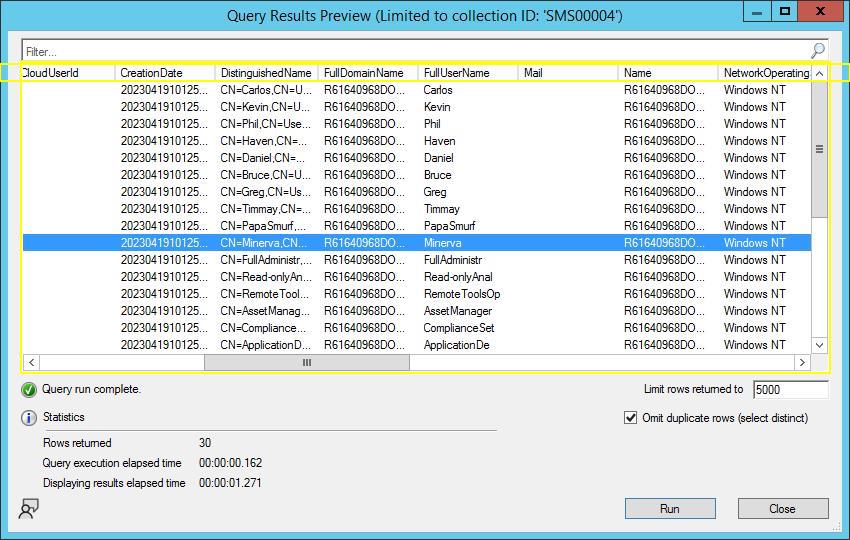 Query Results Preview (Limited to collection ID: 'SMS00004')
Filter...
CloudUserId CreationDate DistinguishedName FullDomainName FullUserName Mail Name NetworkOperating
2023041910125... CN=Carlos,CN=U... R61640968DO... Carlos R61640968DO... Windows NT
2023041910125... CN=Kevin,CN=U... R61640968DO... Kevin R61640968DO... Windows NT
2023041910125... CN=Phil,CN=Use... R61640968DO... Phil R61640968DO... Windows NT
2023041910125... CN=Haven,CN=... R61640968DO... Haven R61640968DO... Windows NT
2023041910125... CN=Daniel,CN=... R61640968DO... Daniel R61640968DO... Windows NT
2023041910125... CN=Bruce,CN=U... R61640968DO... Bruce R61640968DO... Windows NT
2023041910125... CN=Greg,CN=Us... R61640968DO... Greg R61640968DO... Windows NT
2023041910125... CN=Timmay,CN=... R61640968DO... Timmay R61640968DO... Windows NT
2023041910125... CN=PapaSmurf,... R61640968DO... PapaSmurf R61640968DO... Windows NT
2023041910125... CN=Minerva,CN... R61640968DO... Minerva R61640968DO... Windows NT
2023041910125... CN=FullAdministr,... R61640968DO... FullAdministr R61640968DO... Windows NT
2023041910125... CN=Read-onlyAn... R61640968DO... Read-onlyAnal R61640968DO... Windows NT
2023041910125... CN=RemoteTool... R61640968DO... RemoteToolsOp R61640968DO... Windows NT
2023041910125... CN=AssetManag... R61640968DO... AssetManager R61640968DO... Windows NT
2023041910125... CN=Compliance... R61640968DO... ComplianceSet R61640968DO... Windows NT
2023041910125... CN=ApplicationD... R61640968DO... ApplicationDe R61640968DO... Windows NT
Query run complete.
Limit rows returned to 5000
Statistics
Omit duplicate rows (select distinct)
Rows returned 30
Query execution elapsed time 00:00:00.162
Displaying results elapsed time 00:00:01.271
Run Close